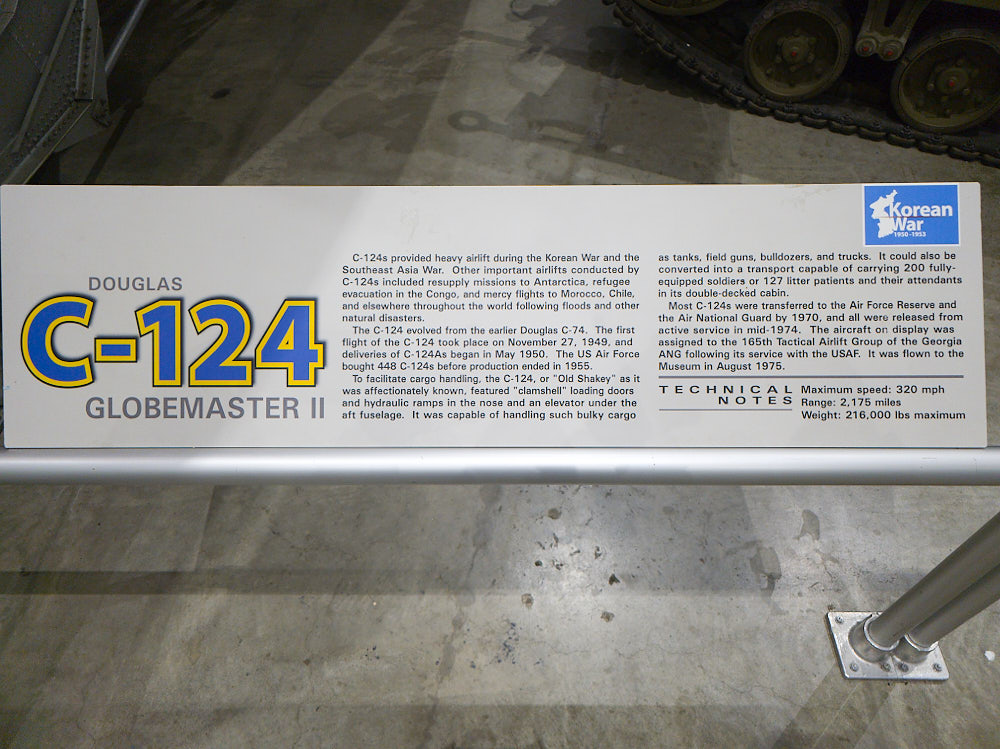 Korean
War
1950-1953
DOUGLAS
C-124
GLOBEMASTER II
C-124s provided heavy airlift during the Korean War and the
Southeast Asia War. Other important airlifts conducted by
C-124s included resupply missions to Antarctica, refugee
evacuation in the Congo, and mercy flights to Morocco, Chile,
and elsewhere throughout the world following floods and other
natural disasters.
The C-124 evolved from the earlier Douglas C-74. The first
flight of the C-124 took place on November 27, 1949, and
deliveries of C-124As began in May 1950. The US Air Force
bought 448 C-124s before production ended in 1955.
To facilitate cargo handling, the C-124, or "Old Shakey" as it
was affectionately known, featured "clamshell" loading doors
and hydraulic ramps in the nose and an elevator under the
aft fuselage. It was capable of handling such bulky cargo
as tanks, field guns, bulldozers, and trucks. It could also be
converted into a transport capable of carrying 200 fully-
equipped soldiers or 127 litter patients and their attendants
in its double-decked cabin.
Most C-124s were transferred to the Air Force Reserve and
the Air National Guard by 1970, and all were released from
active service in mid-1974. The aircraft on display was
assigned to the 165th Tactical Airlift Group of the Georgia
ANG following its service with the USAF. It was flown to the
Museum in August 1975.
TECHNICAL
NOTES
Maximum speed: 320 mph
Range: 2,175 miles
Weight: 216,000 lbs maximum